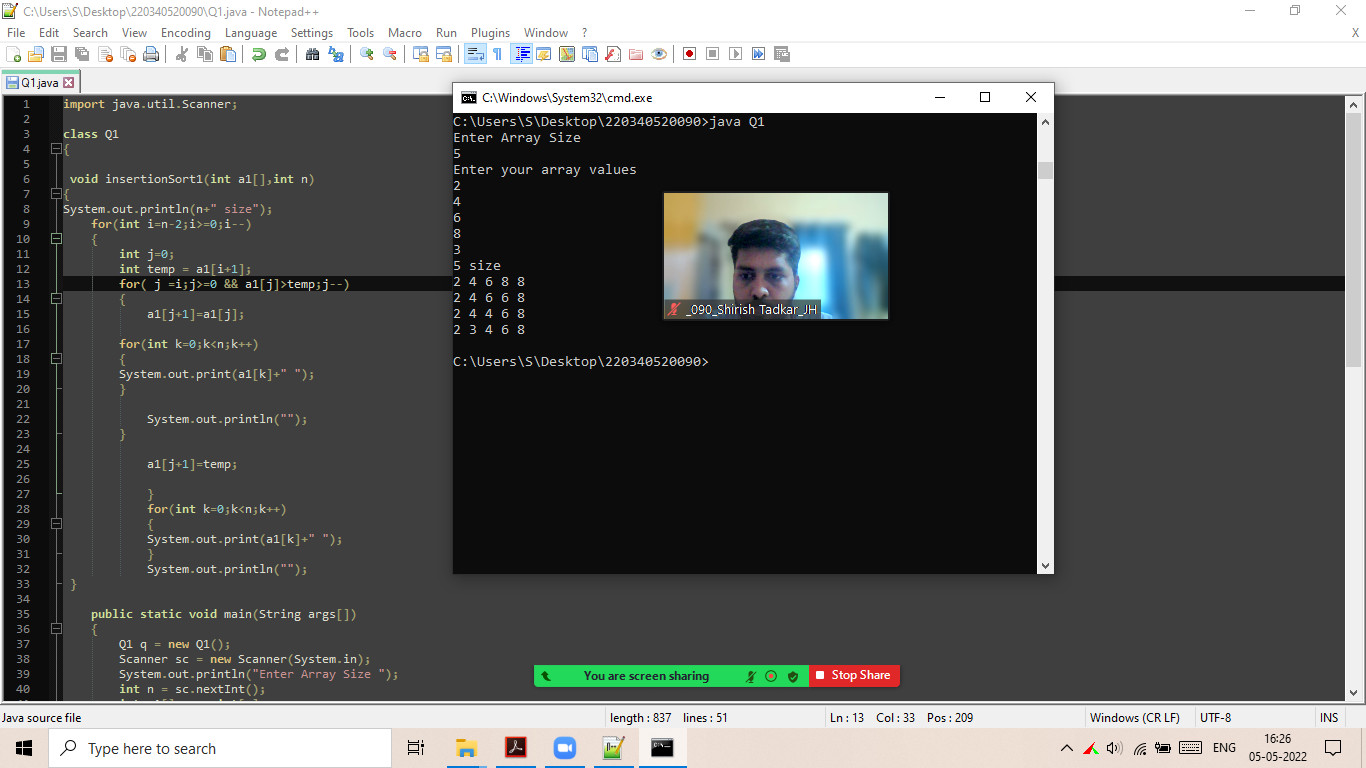 C:\Users\S\Desktop\220340520090\Q1.java - Notepad++
File Edit Search View Encoding Language Settings Tools Macro Run Plugins Window ? X
Q1.java
1 import java.util.Scanner;
2
3 class Q1
4 {
5
6 void insertionSort1(int a1[],int n)
7 {
8 System.out.println(n+" size");
9 for(int i=n-2;i>=0;i--)
10 {
11 int j=0;
12 int temp = a1[i+1];
13 for( j =i;j>=0 && a1[j]>temp;j--)
14 {
15 a1[j+1]=a1[j];
16
17 for(int k=0;k<n;k++)
18 {
19 System.out.print(a1[k]+" ");
20 }
21
22 System.out.println("");
23 }
24
25 a1[j+1]=temp;
26
27 }
28 for(int k=0;k<n;k++)
29 {
30 System.out.print(a1[k]+" ");
31 }
32 System.out.println("");
33 }
34
35 public static void main(String args[])
36 {
37 Q1 q = new Q1();
38 Scanner sc = new Scanner(System.in);
39 System.out.println("Enter Array Size ");
40 int n = sc.nextInt();
C:\Windows\System32\cmd.exe
C:\Users\S\Desktop\220340520090>java Q1
Enter Array Size
5
Enter your array values
2
4
6
8
3
5 size
2 4 6 8 8
2 4 6 6 8
2 4 4 6 8
2 3 4 6 8
C:\Users\S\Desktop\220340520090>
_090_Shirish Tadkar_JH
You are screen sharing
Stop Share
Java source file length : 837 lines : 51 Ln : 13 Col : 33 Pos : 209 Windows (CR LF) UTF-8 INS
Type here to search
ENG
16:26
05-05-2022